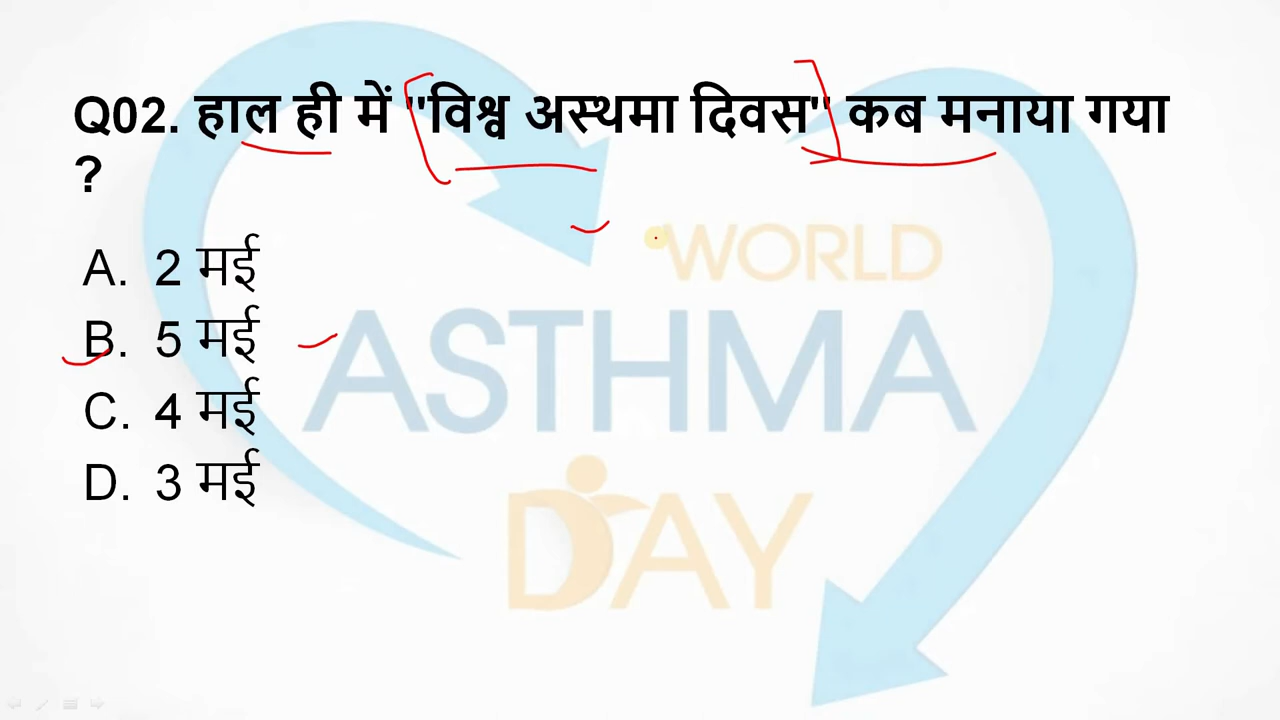 Q02. हाल ही में "विश्व अस्थमा दिवस" कब मनाया गया
?
A. 2 मई
B. 5 मई
C. 4 मई
D. 3 मई
WORLD
ASTHMA
DAY